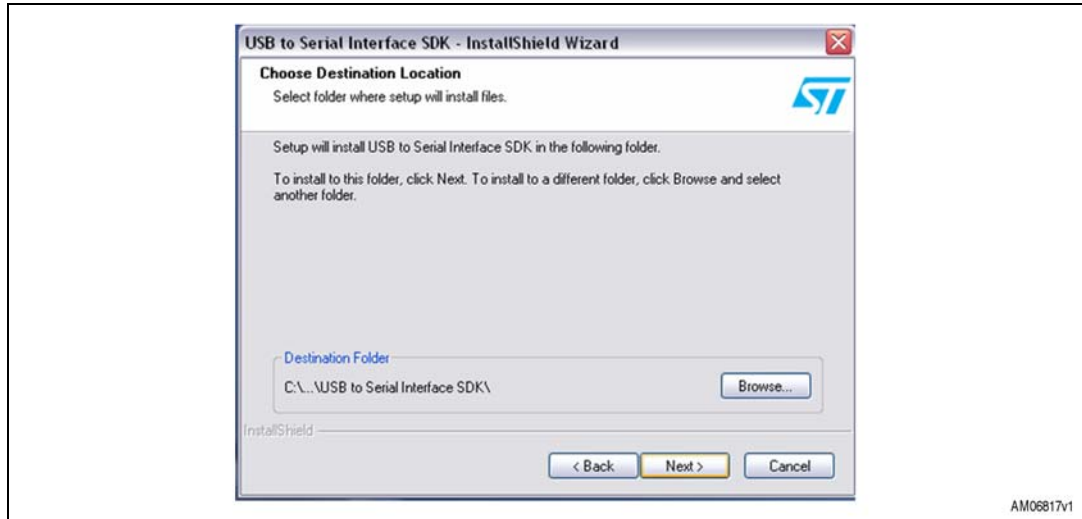 USB to Serial Interface SDK - InstallShield Wizard
Choose Destination Location
Select folder where setup will install files.
ST
Setup will install USB to Serial Interface SDK in the following folder.
To install to this folder, click Next. To install to a different folder, click Browse and select
another folder.
Destination Folder
C:\...\USB to Serial Interface SDK\
Browse...
InstallShield
< Back
Next >
Cancel
AM06817v1